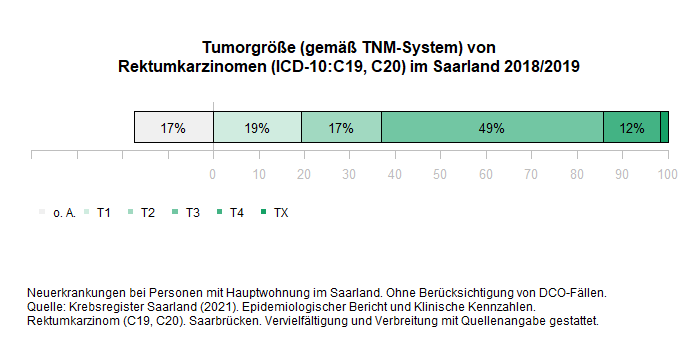 Tumorgröße (gemäß TNM-System) von
Rektumkarzinomen (ICD-10:C19, C20) im Saarland 2018/2019
17% 19% 17% 49% 12%
0 10 20 30 40 50 60 70 80 90 100
o. A. T1 T2 T3 T4 TX
Neuerkrankungen bei Personen mit Hauptwohnung im Saarland. Ohne Berücksichtigung von DCO-Fällen.
Quelle: Krebsregister Saarland (2021). Epidemiologischer Bericht und Klinische Kennzahlen.
Rektumkarzinom (C19, C20). Saarbrücken. Vervielfältigung und Verbreitung mit Quellenangabe gestattet.